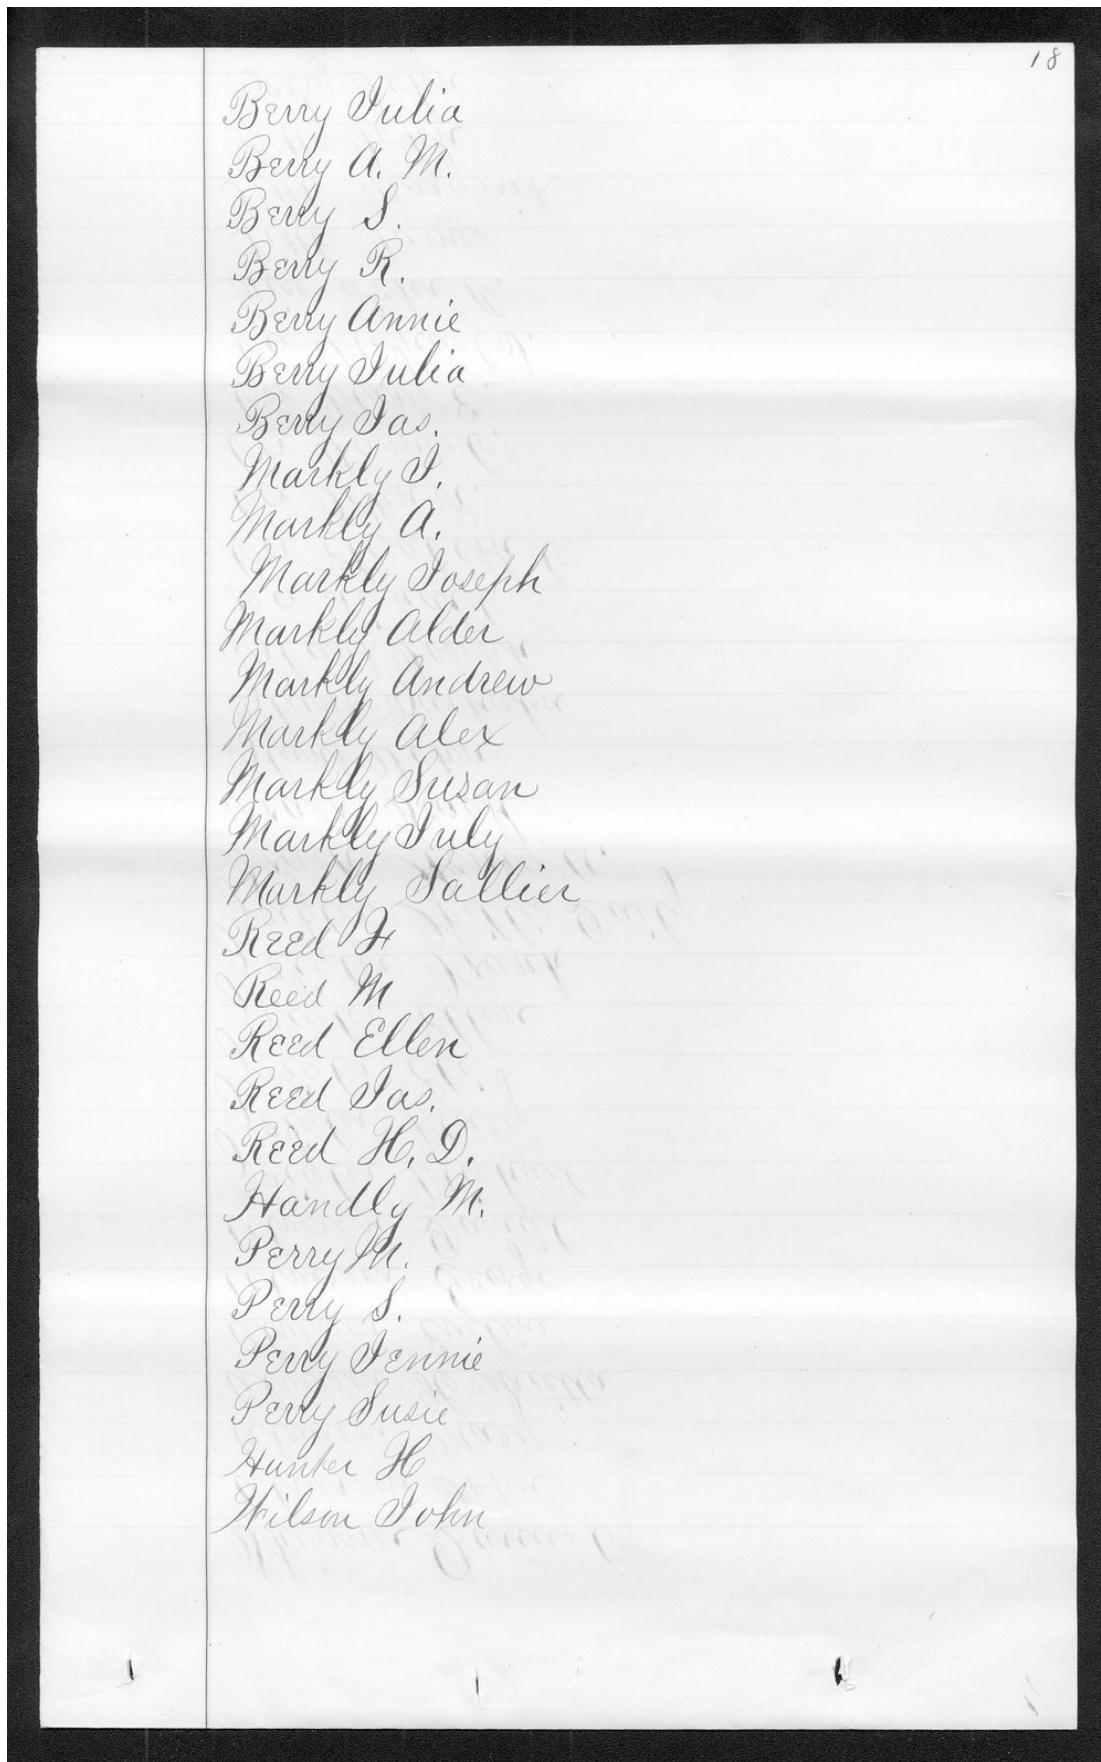 18
Berry Julia
Berry A. M.
Berry S.
Berry R.
Berry Annie
Berry Julia
Berry Jas.
Markly J.
Markly A.
Markly Joseph
Markly Alder
Markly Andrew
Markly Alex
Markly Susan
Markly July
Markly Sallier
Reed F
Reed M
Reed Ellen
Reed Jas.
Reed H. D.
Handly M.
Perry M.
Perry S.
Perry Jennie
Perry Susie
Hunter H
Wilson John